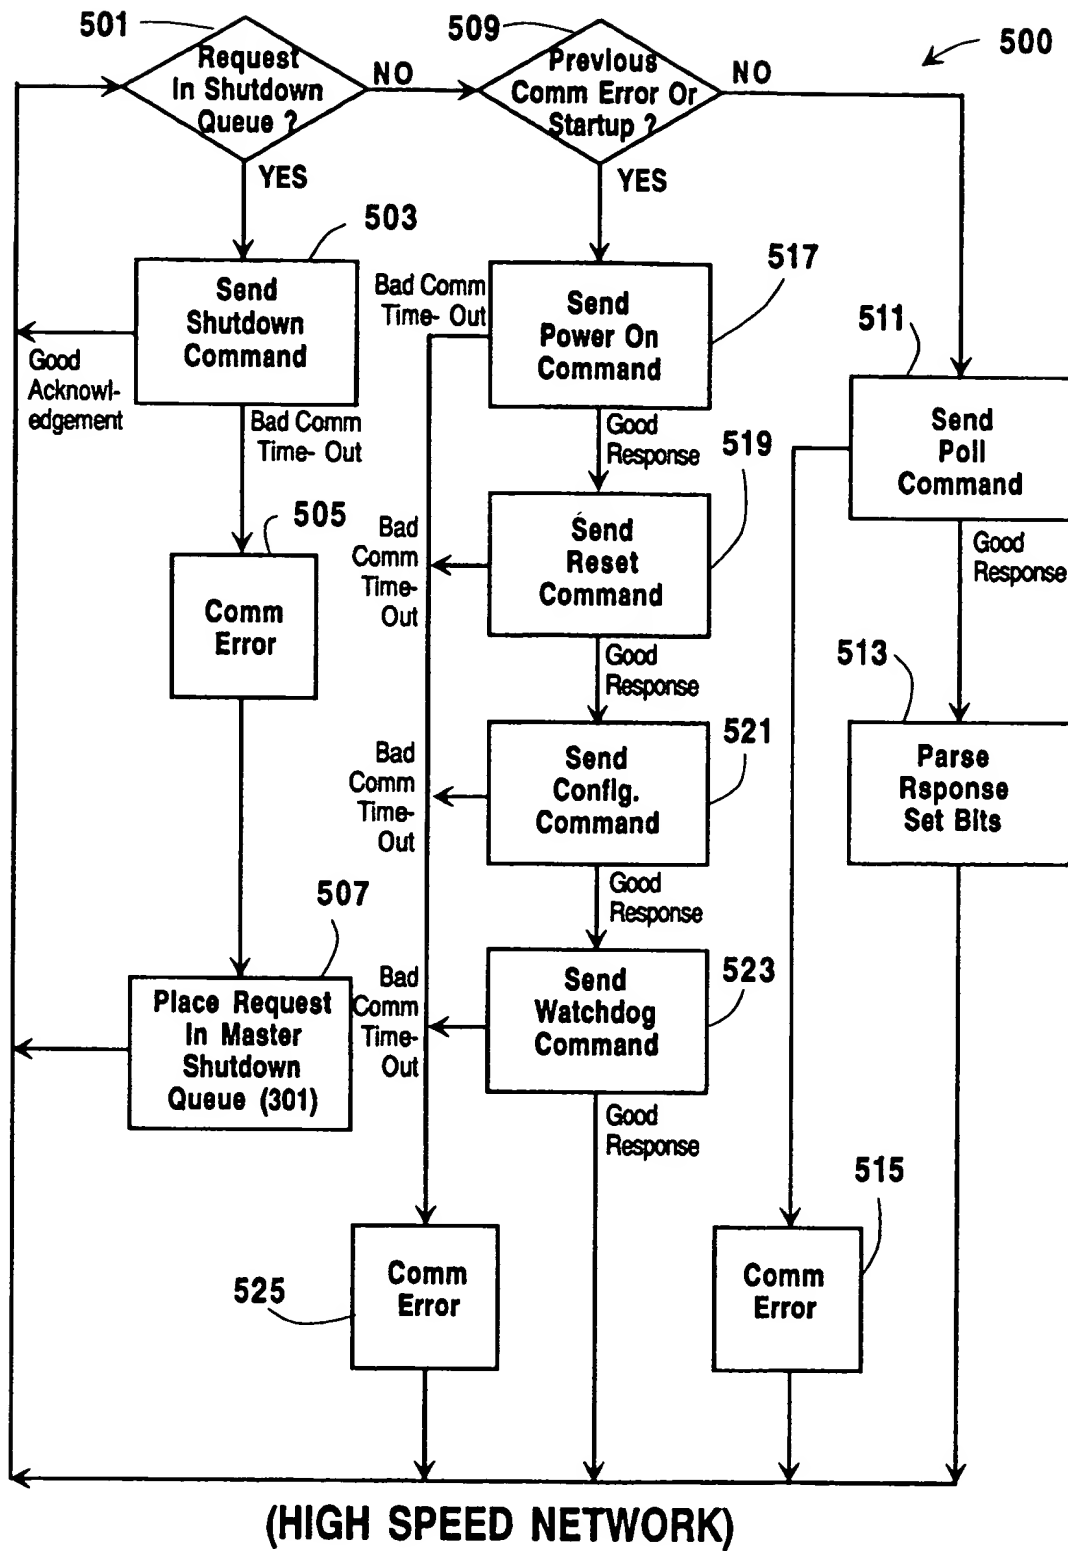 501
Request
In Shutdown
Queue ?
NO
YES
509
Previous
Comm Error Or
Startup ?
NO
YES
500
503
Send
Shutdown
Command
Good
Acknowl-
edgement
Bad Comm
Time- Out
505
Comm
Error
507
Place Request
In Master
Shutdown
Queue (301)
517
Bad Comm
Time- Out
Send
Power On
Command
Good
Response
519
Send
Reset
Command
Bad
Comm
Time-
Out
Good
Response
521
Send
Config.
Command
Bad
Comm
Time-
Out
Good
Response
523
Send
Watchdog
Command
Bad
Comm
Time-
Out
Good
Response
525
Comm
Error
511
Send
Poll
Command
Good
Response
513
Parse
Rsponse
Set Bits
515
Comm
Error
(HIGH SPEED NETWORK)